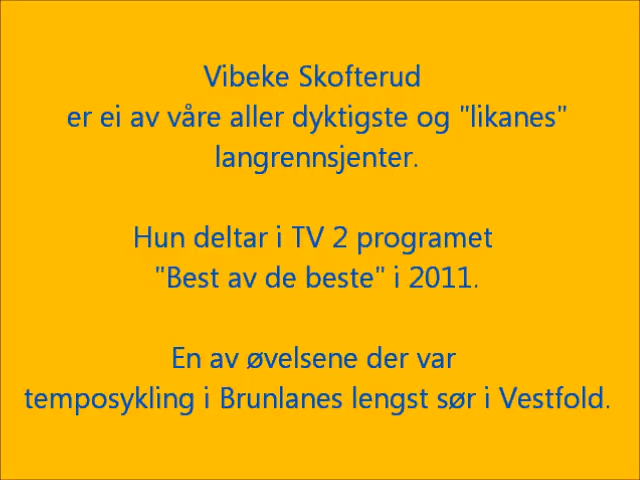 Vibeke Skofterud
er ei av våre aller dyktigste og "likanes"
langrennsjenter.
Hun deltar i TV 2 programet
"Best av de beste" i 2011.
En av øvelsene der var
temposykling i Brunlanes lengst sør i Vestfold.